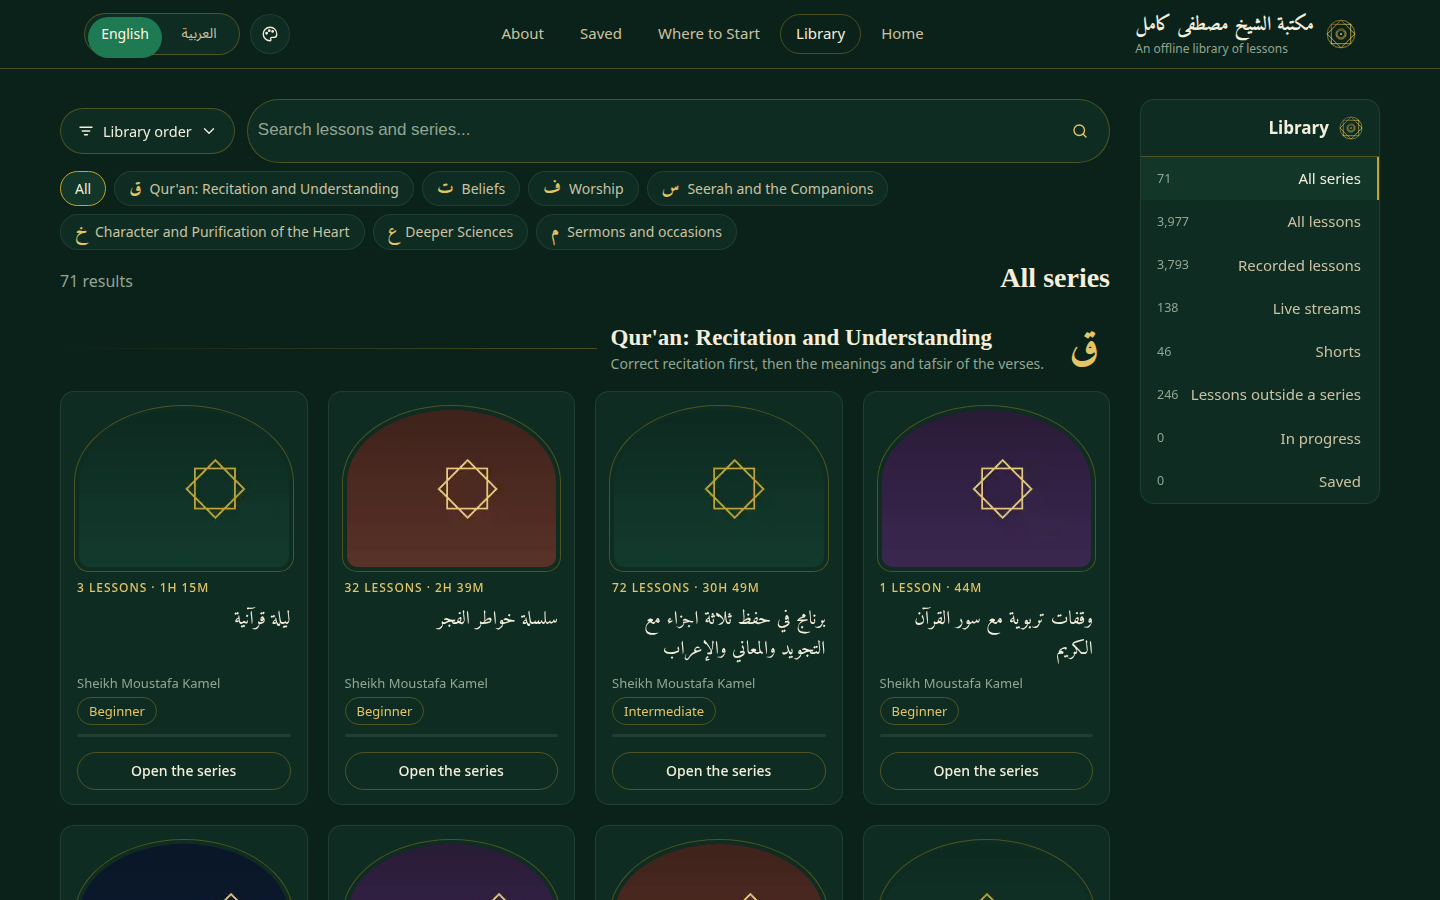 English
العربية
About
Saved
Where to Start
Library
Home
مكتبة الشيخ مصطفى كامل
An offline library of lessons
Library order
Search lessons and series...
All
ق Qur'an: Recitation and Understanding
ت Beliefs
ف Worship
س Seerah and the Companions
خ Character and Purification of the Heart
ع Deeper Sciences
م Sermons and occasions
71 results
All series
Qur'an: Recitation and Understanding
Correct recitation first, then the meanings and tafsir of the verses.
ق
3 LESSONS · 1H 15M
ليلة قرآنية
Sheikh Moustafa Kamel
Beginner
Open the series
32 LESSONS · 2H 39M
سلسلة خواطر الفجر
Sheikh Moustafa Kamel
Beginner
Open the series
72 LESSONS · 30H 49M
برنامج في حفظ ثلاثة اجزاء مع
التجويد والمعاني والإعراب
Sheikh Moustafa Kamel
Intermediate
Open the series
1 LESSON · 44M
وقفات تربوية مع سور القرآن
الكريم
Sheikh Moustafa Kamel
Beginner
Open the series
Library
71 All series
3,977 All lessons
3,793 Recorded lessons
138 Live streams
46 Shorts
246 Lessons outside a series
0 In progress
0 Saved